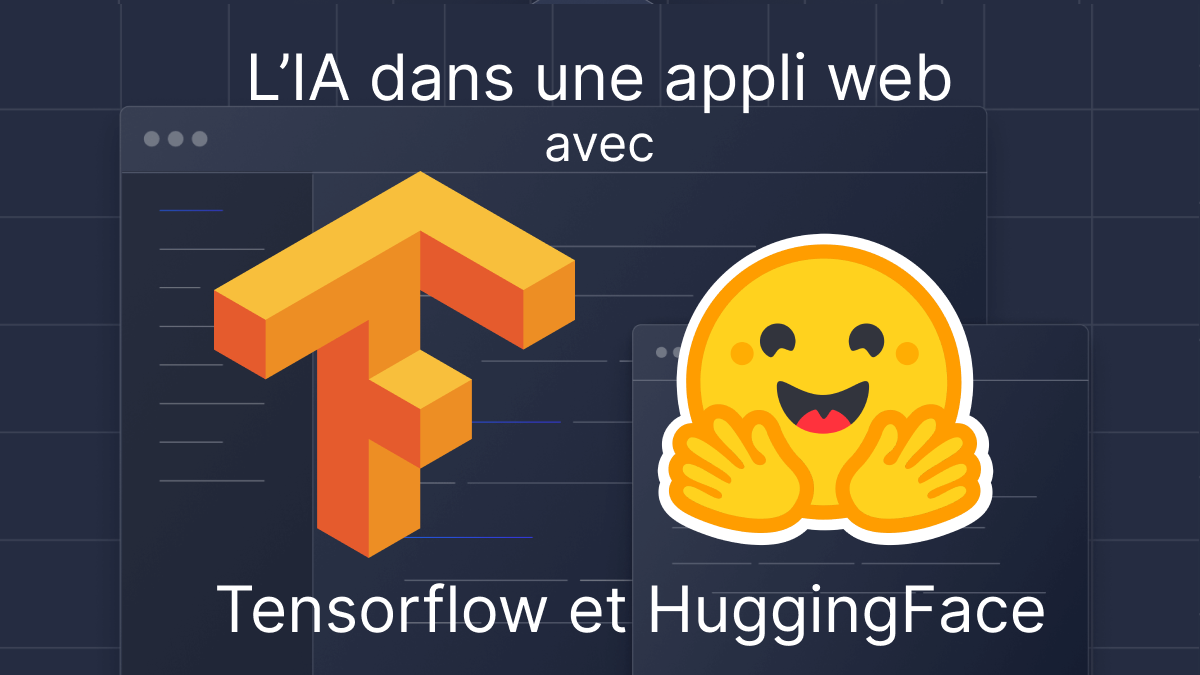 L’IA dans une appli web
avec
Tensorflow et HuggingFace